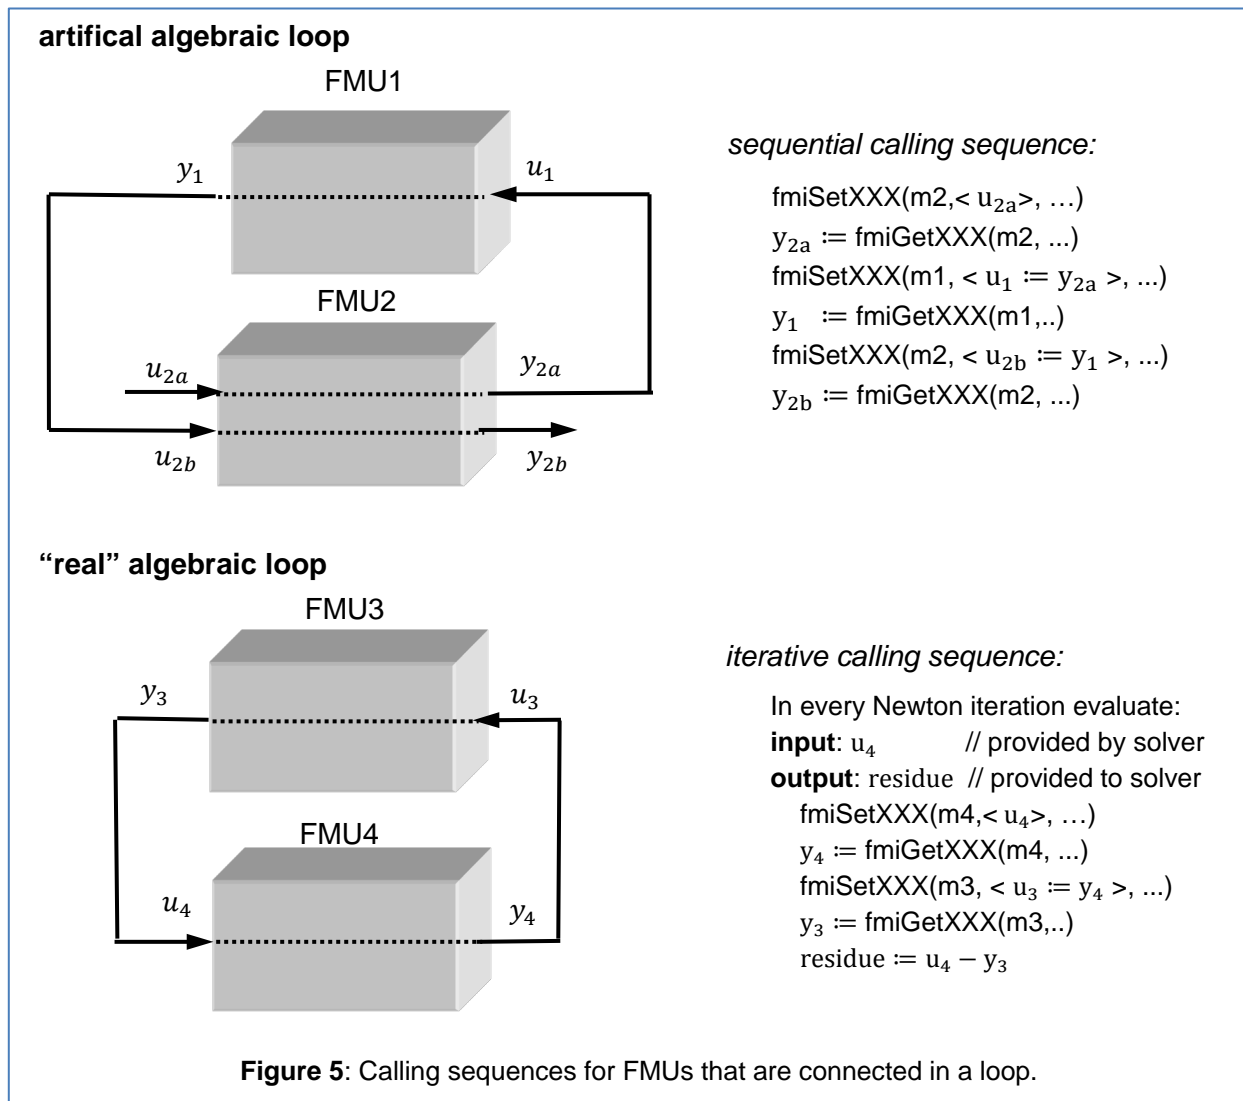 artifical algebraic loop
FMU1
y₁
u₁
FMU2
u₂ₐ
y₂ₐ
u₂b
y₂b
sequential calling sequence:
fmiSetXXX(m2,< u₂ₐ>, …)
y₂ₐ ≔ fmiGetXXX(m2, ...)
fmiSetXXX(m1, < u₁ ≔ y₂ₐ >, ...)
y₁ ≔ fmiGetXXX(m1,..)
fmiSetXXX(m2, < u₂b ≔ y₁ >, ...)
y₂b ≔ fmiGetXXX(m2, ...)
“real” algebraic loop
FMU3
y₃
u₃
FMU4
u₄
y₄
iterative calling sequence:
In every Newton iteration evaluate:
input: u₄ // provided by solver
output: residue // provided to solver
fmiSetXXX(m4,< u₄>, …)
y₄ ≔ fmiGetXXX(m4, ...)
fmiSetXXX(m3, < u₃ ≔ y₄ >, ...)
y₃ ≔ fmiGetXXX(m3,..)
residue ≔ u₄ − y₃
Figure 5: Calling sequences for FMUs that are connected in a loop.